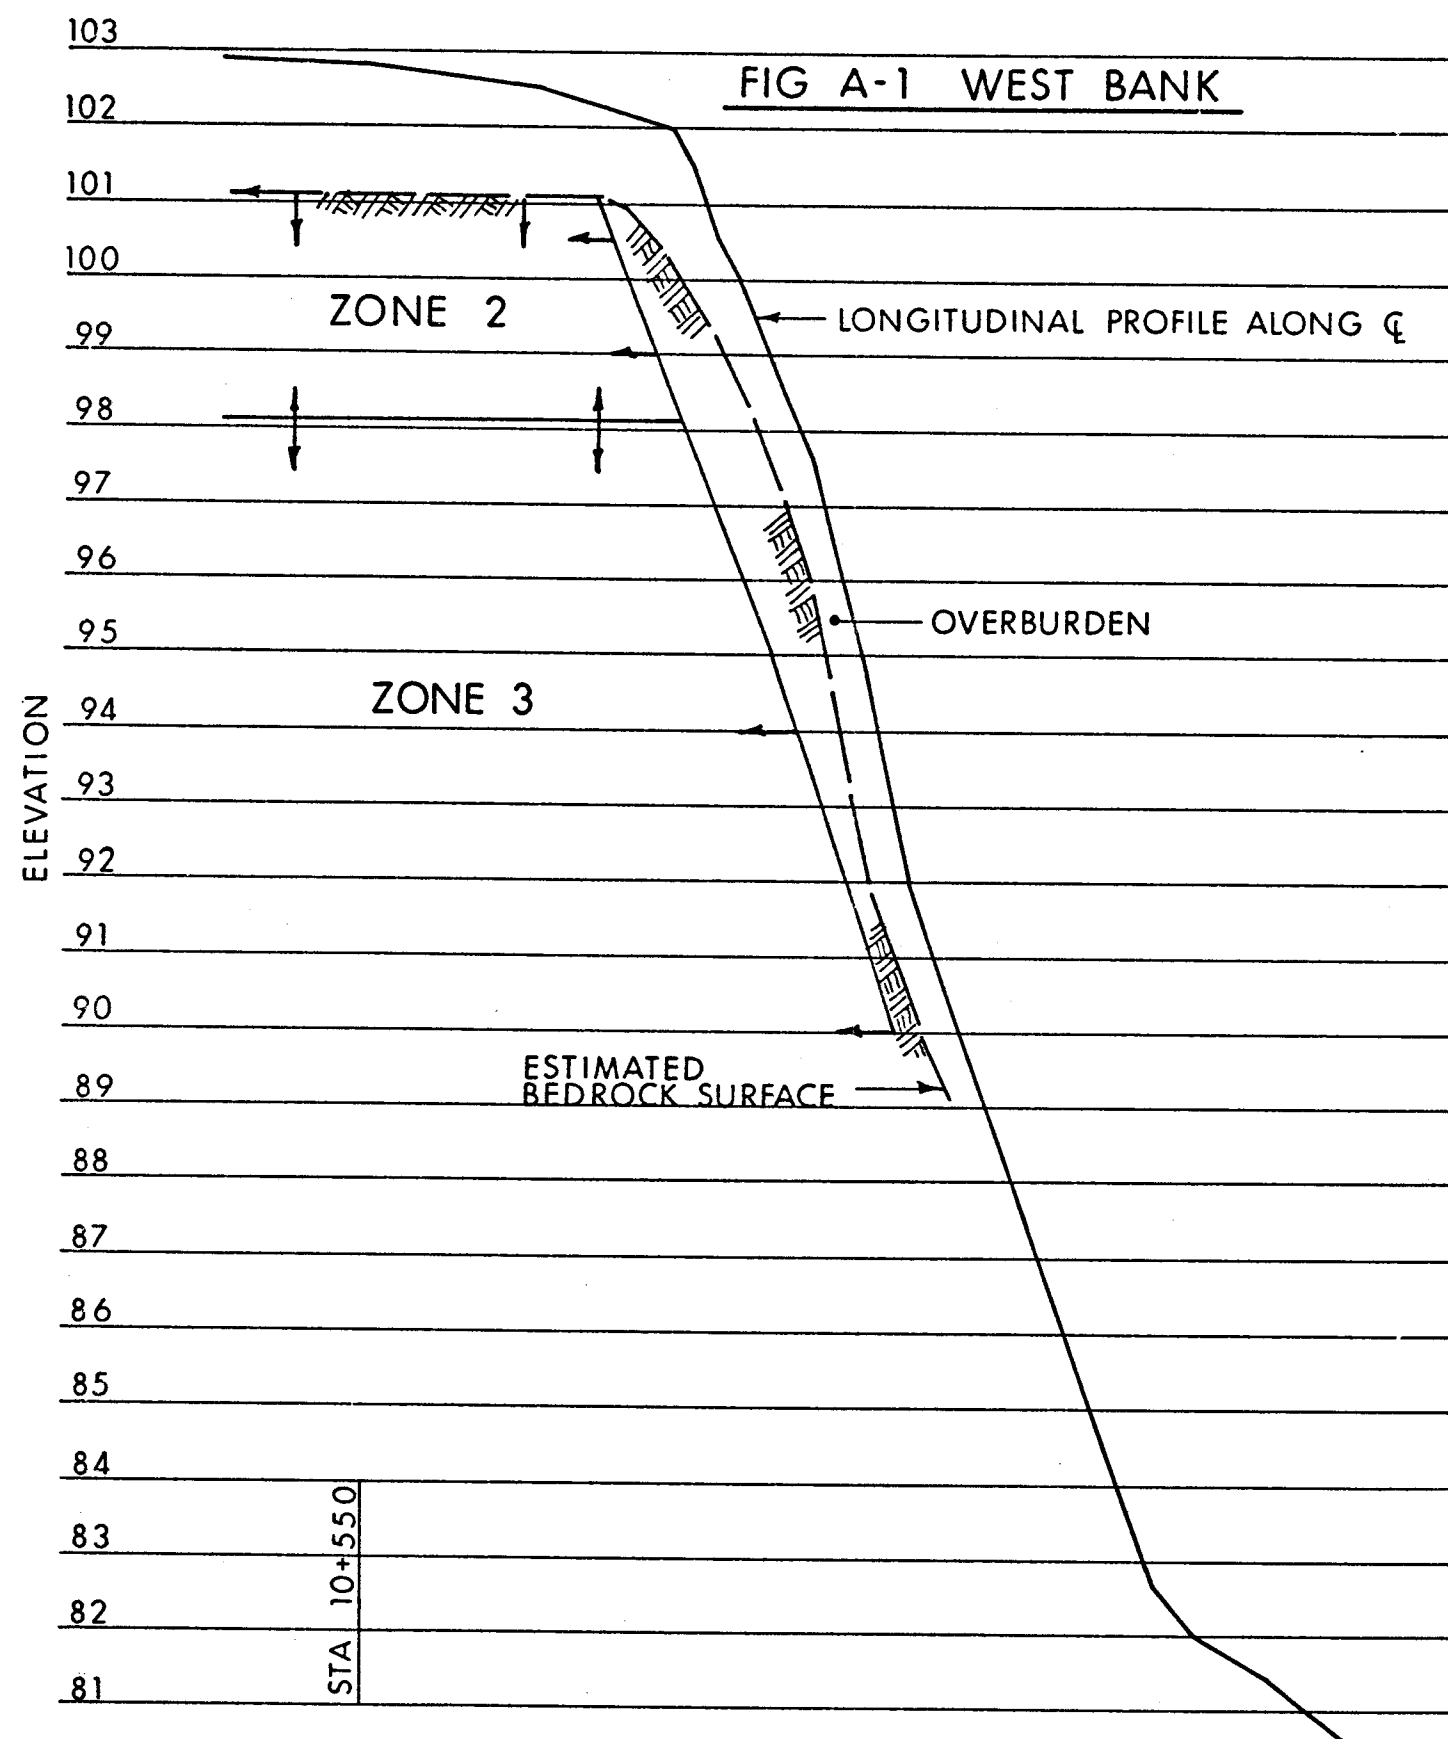 103
FIG A-1 WEST BANK
102
101
100
ZONE 2
LONGITUDINAL PROFILE ALONG ℄
99
98
97
96
OVERBURDEN
95
ZONE 3
94
ELEVATION
93
92
91
90
ESTIMATED
BEDROCK SURFACE
89
88
87
86
85
84
STA 10+550
83
82
81